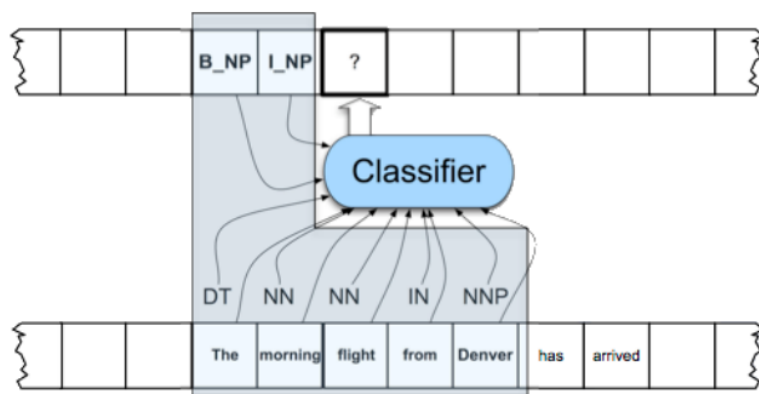 B_NP I_NP ?
Classifier
DT NN NN IN NNP
The morning flight from Denver has arrived